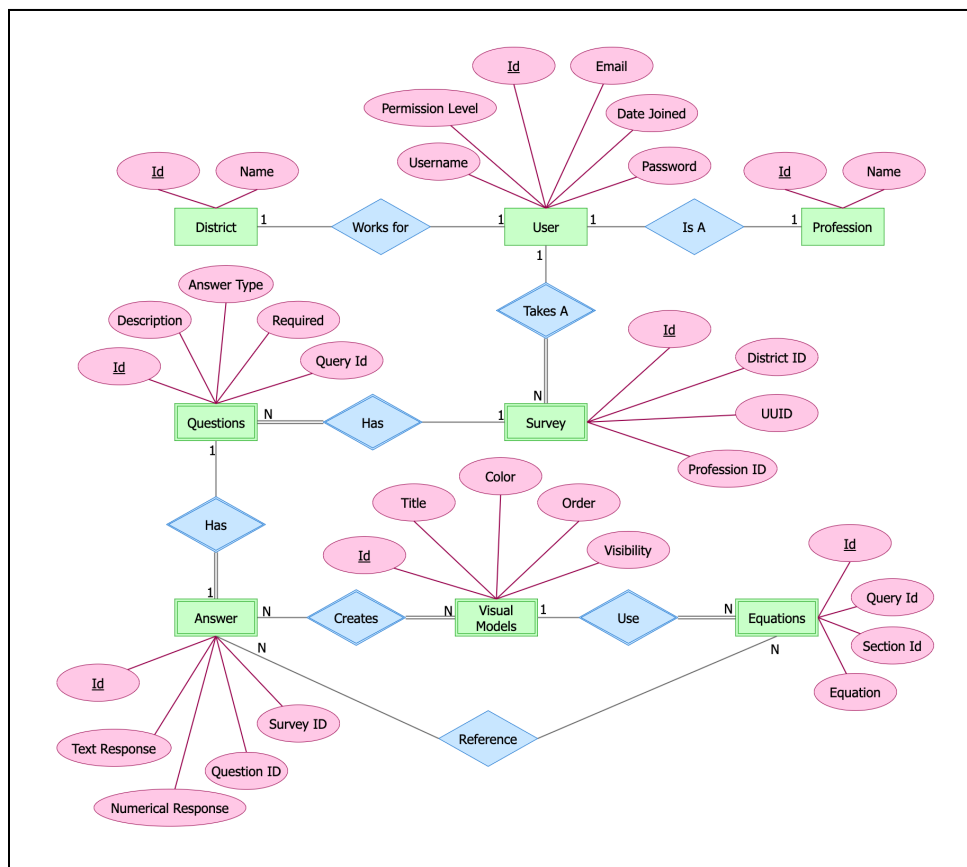 Id
Email
Permission Level
Date Joined
Username
Password
Id
Name
Id
Name
District
1
Works for
1
User
1
Is A
1
Profession
1
Answer Type
Takes A
Description
Required
Id
Id
Query Id
District ID
N
Questions
N
Has
1
Survey
UUID
1
Profession ID
Color
Title
Order
Has
Id
Visibility
Id
1
Answer
N
Creates
N
Visual
Models
1
Use
N
Equations
Query Id
N
N
Section Id
Id
Equation
Survey ID
Text Response
Reference
Question ID
Numerical Response